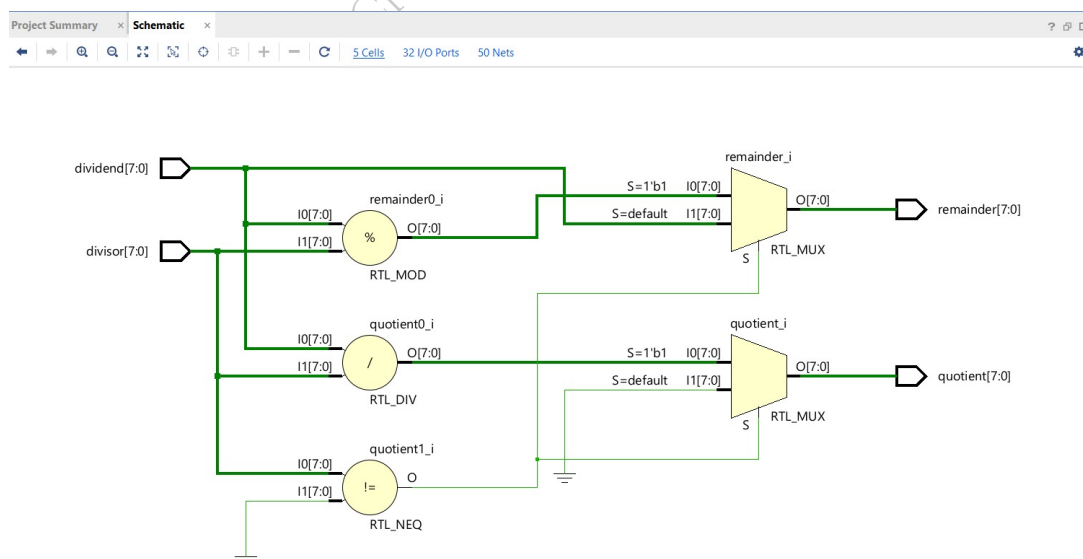 Project Summary × Schematic × ?
5 Cells 32 I/O Ports 50 Nets
remainder_i
dividend[7:0]
S=1'b1 I0[7:0]
remainder0_i
O[7:0]
I0[7:0]
S=default I1[7:0]
remainder[7:0]
O[7:0]
%
I1[7:0]
divisor[7:0]
S
RTL_MUX
RTL_MOD
quotient0_i
quotient_i
I0[7:0]
O[7:0]
S=1'b1 I0[7:0]
/
O[7:0]
I1[7:0]
S=default I1[7:0]
quotient[7:0]
RTL_DIV
S
RTL_MUX
quotient1_i
I0[7:0]
O
!=
I1[7:0]
RTL_NEQ